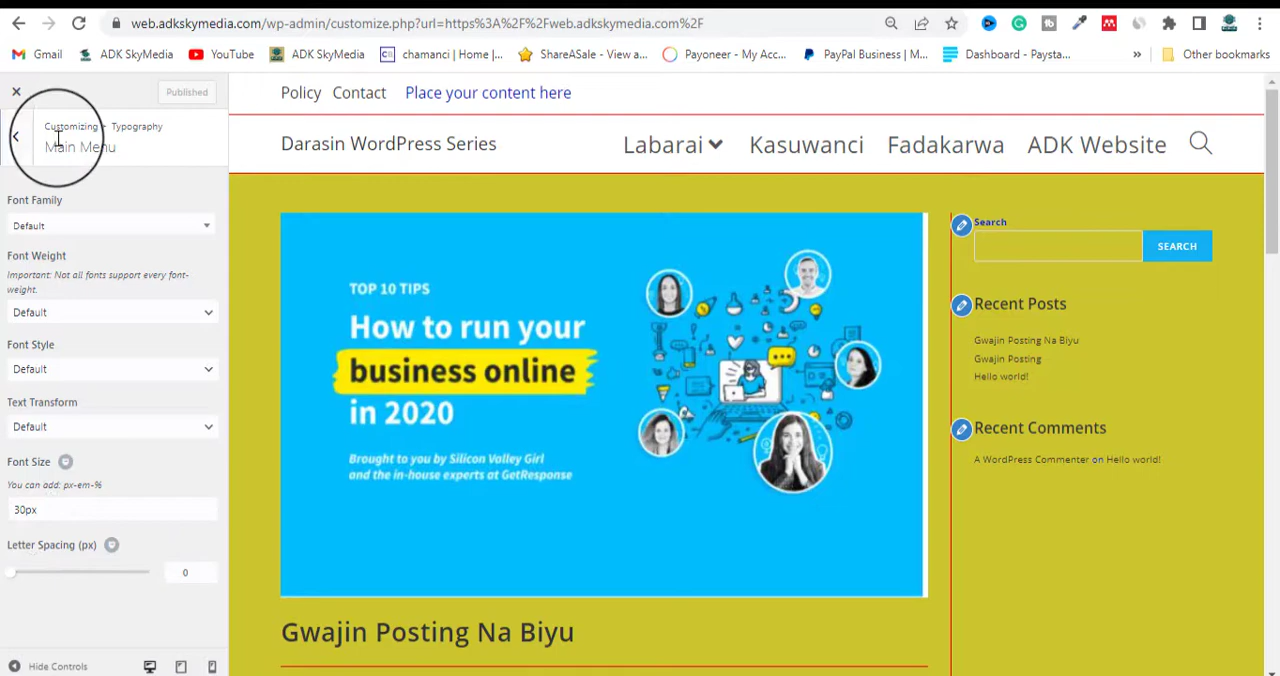 web.adkskymedia.com/wp-admin/customize.php?url=https%3A%2F%2Fweb.adkskymedia.com%2F
Gmail ADK SkyMedia YouTube ADK SkyMedia chamanci | Home |... ShareASale - View a... Payoneer - My Acc... PayPal Business | M... Dashboard - Paysta... » Other bookmarks
Published
Customizing Typography
Main Menu
Font Family
Default
Font Weight
Important: Not all fonts support every font-
weight.
Default
Font Style
Default
Text Transform
Default
Font Size
You can add: px-em-%
30px
Letter Spacing (px)
0
Hide Controls
Policy Contact Place your content here
Darasin WordPress Series Labarai Kasuwanci Fadakarwa ADK Website
TOP 10 TIPS
How to run your
business online
in 2020
Brought to you by Silicon Valley Girl
and the in-house experts at GetResponse
Gwajin Posting Na Biyu
Search
SEARCH
Recent Posts
Gwajin Posting Na Biyu
Gwajin Posting
Hello world!
Recent Comments
A WordPress Commenter on Hello world!